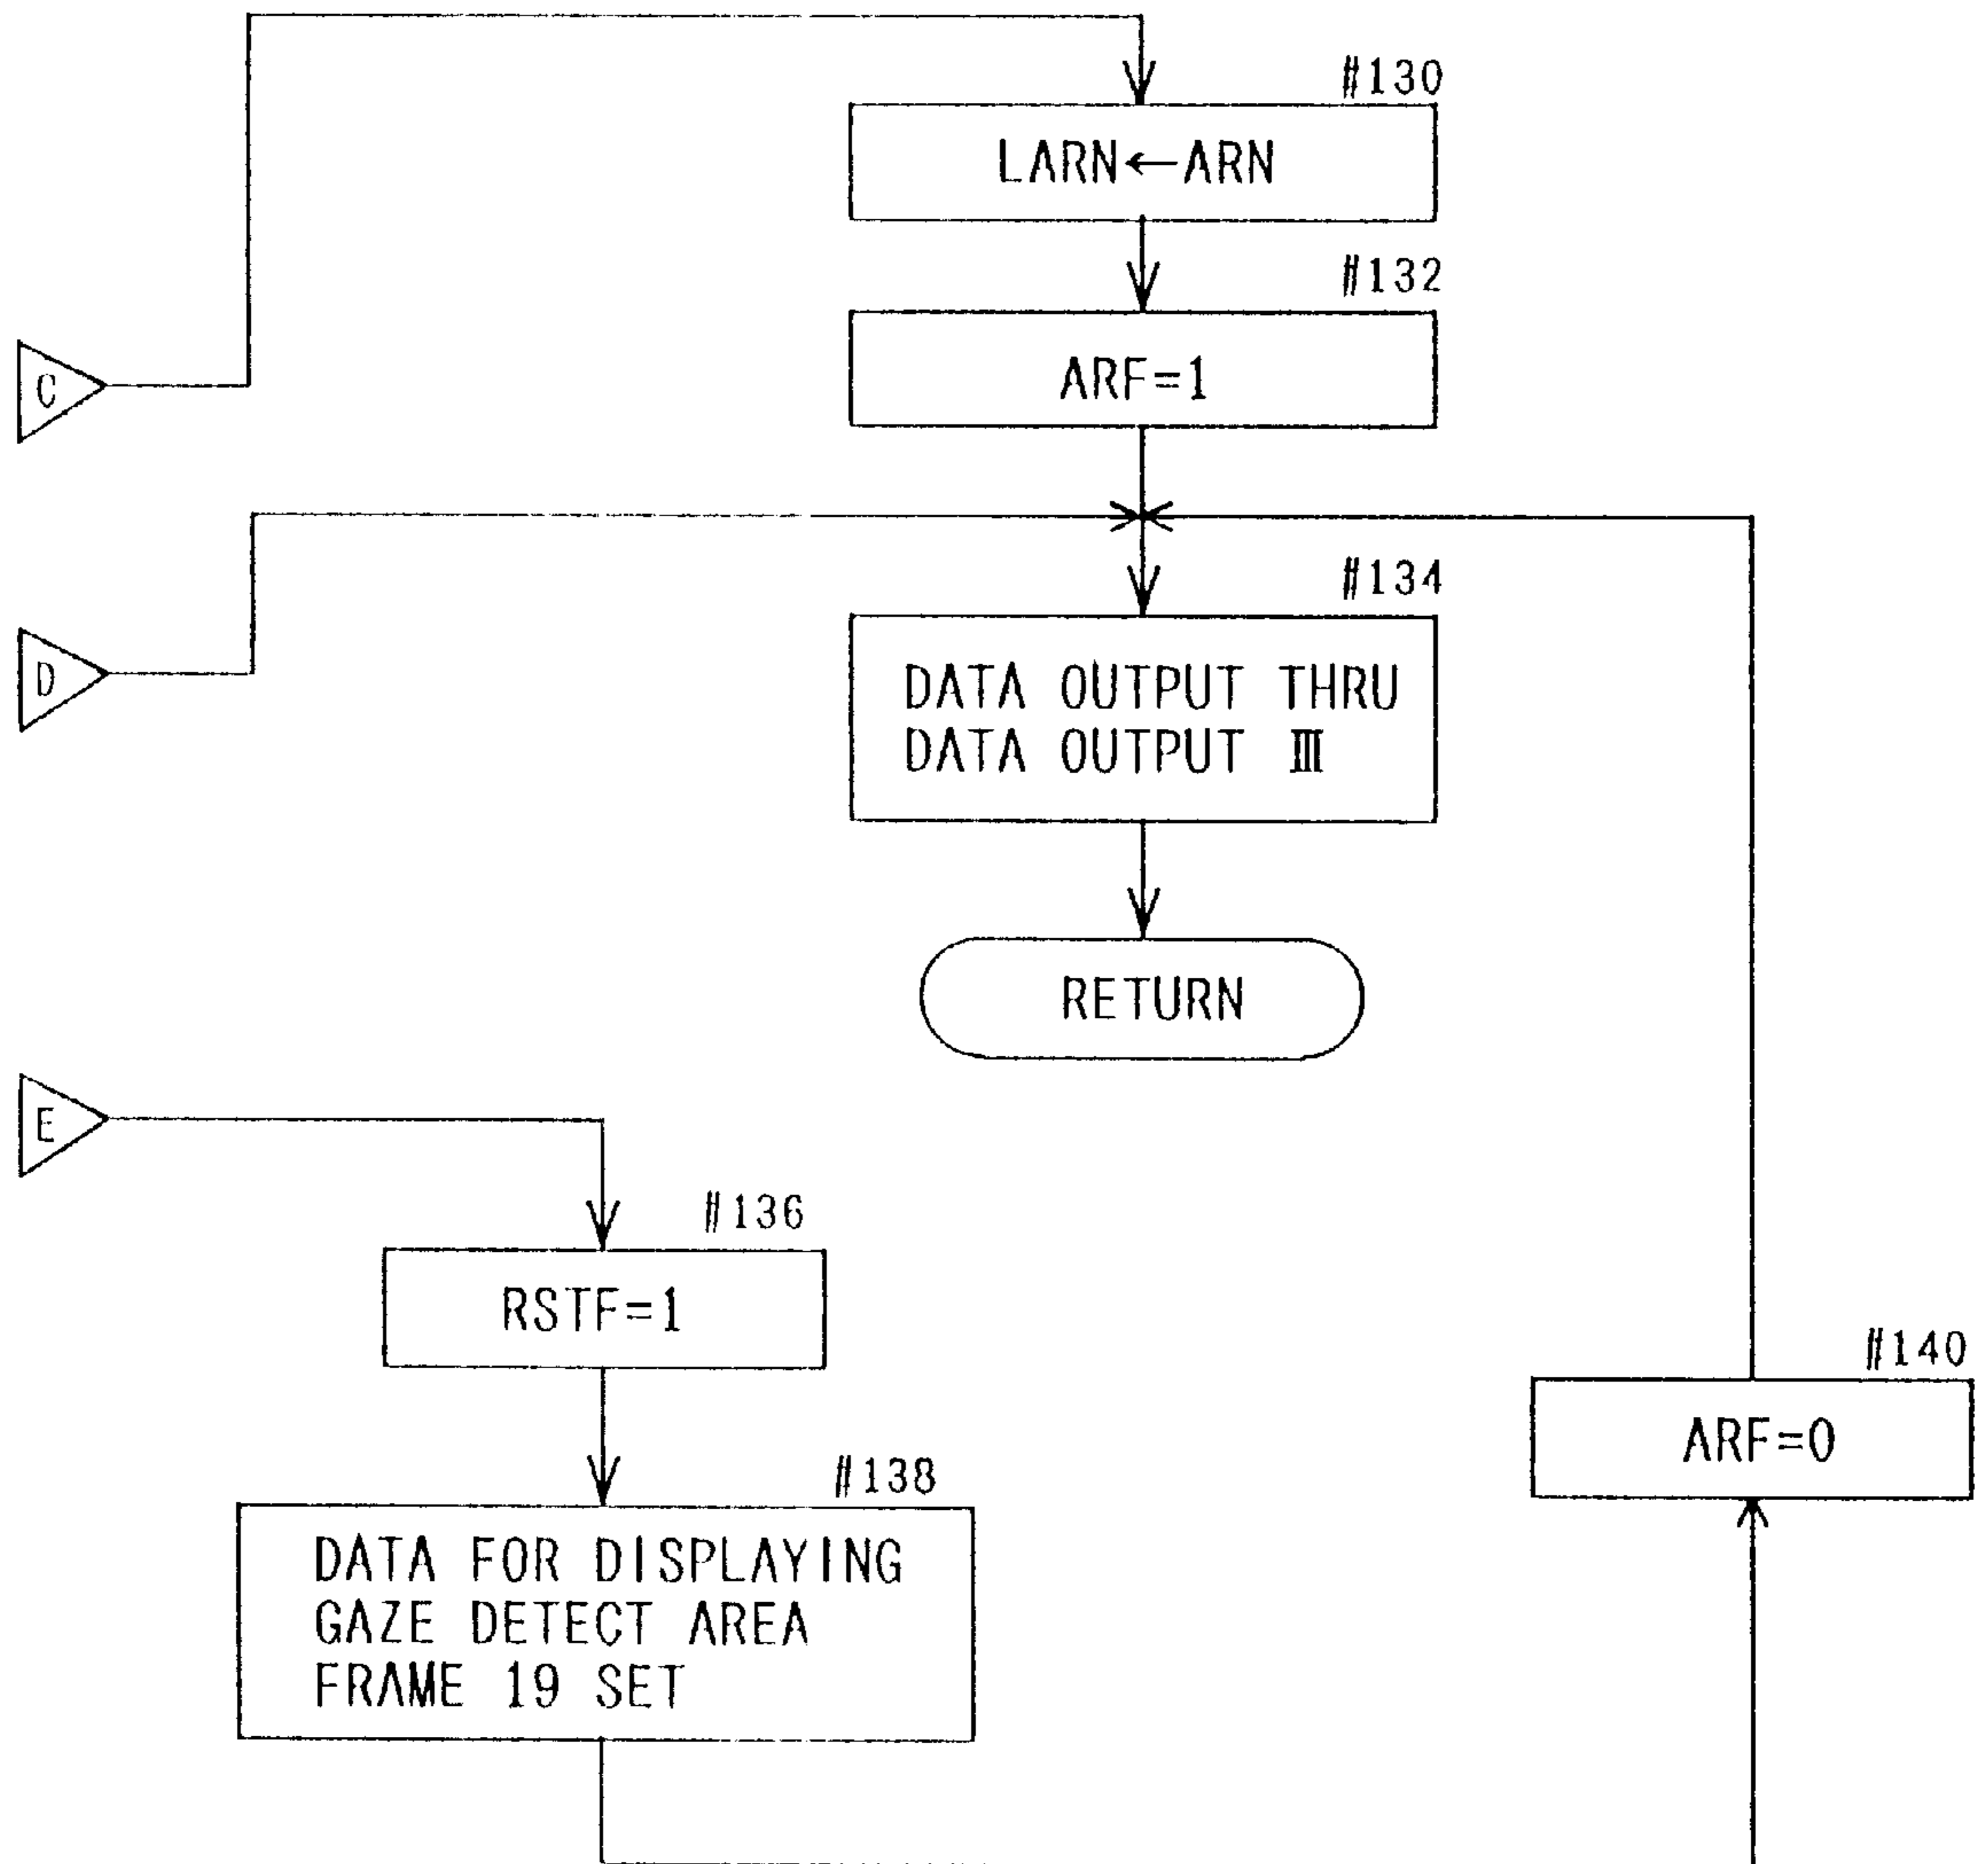 #130
LARN←ARN
#132
C
ARF=1
#134
D
DATA OUTPUT THRU
DATA OUTPUT Ⅲ
RETURN
E
#136
RSTF=1
#140
ARF=0
#138
DATA FOR DISPLAYING
GAZE DETECT AREA
FRAME 19 SET